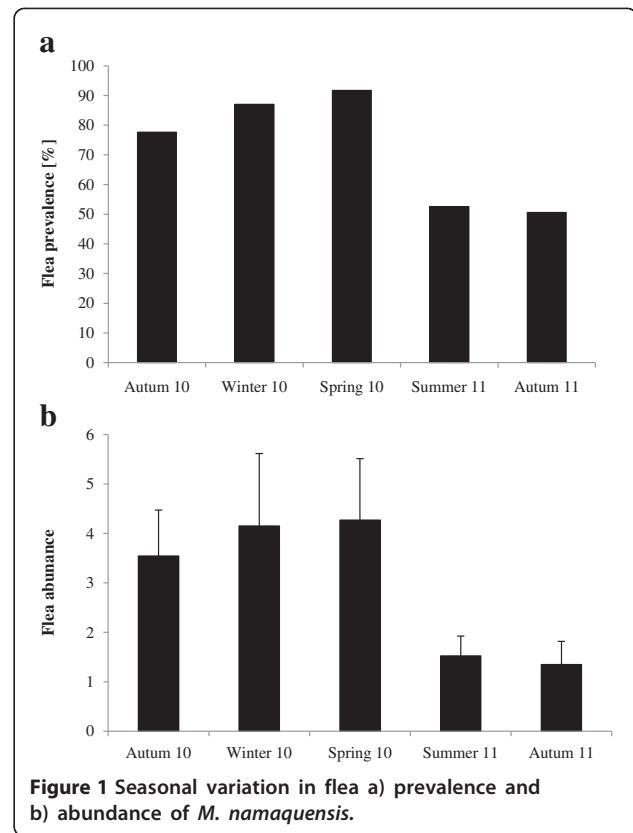 a
100
90
80
70
60
50
40
30
20
10
0
Flea prevalence [%]
Autum 10 Winter 10 Spring 10 Summer 11 Autum 11
b
6
5
4
3
2
1
0
Flea abunance
Autum 10 Winter 10 Spring 10 Summer 11 Autum 11
Figure 1 Seasonal variation in flea a) prevalence and
b) abundance of M. namaquensis.